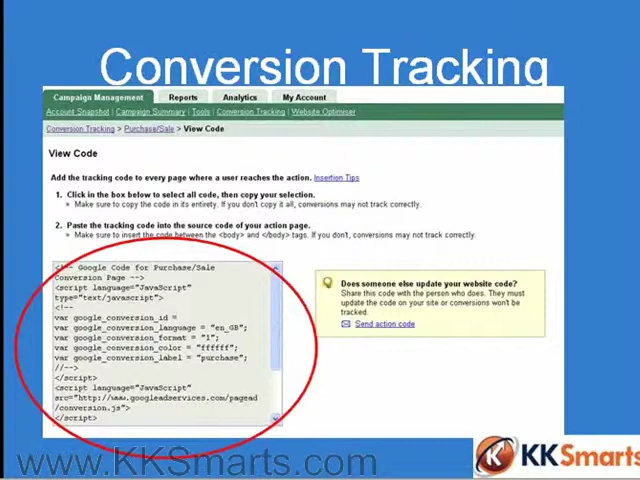 Conversion Tracking
Campaign Management Reports Analytics My Account
Account Snapshot | Campaign Summary | Tools | Conversion Tracking | Website Optimiser
Conversion Tracking > Purchase/Sale > View Code
View Code
Add the tracking code to every page where a user reaches the action. Insertion Tips
1. Click in the box below to select all code, then copy your selection.
» Make sure to copy the code in its entirety. If you don't copy it all, conversions may not track correctly.
2. Paste the tracking code into the source code of your action page.
» Make sure to insert the code between the <body> and </body> tags. If you don't, conversions may not track correctly.
<!-- Google Code for Purchase/Sale
Conversion Page -->
<script language="JavaScript"
type="text/javascript">
<!--
var google_conversion_id =
var google_conversion_language = "en_GB";
var google_conversion_format = "1";
var google_conversion_color = "ffffff";
var google_conversion_label = "purchase";
//-->
</script>
<script language="JavaScript"
src="http://www.googleadservices.com/pagead
/conversion.js">
</script>
Does someone else update your website code?
Share this code with the person who does. They must
update the code on your site or conversions won't be
tracked.
Send action code
www.KKSmarts.com
KKSmarts